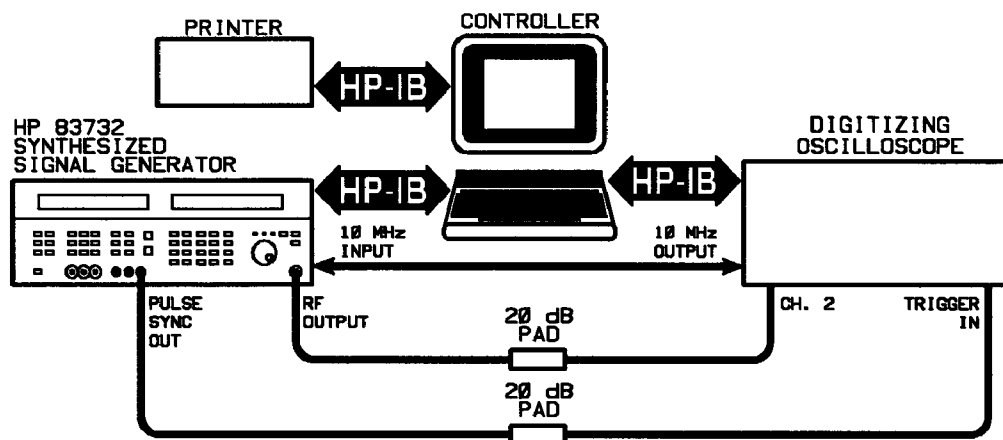 PRINTER
CONTROLLER
HP-IB
HP 83732
SYNTHESIZED
SIGNAL GENERATOR
DIGITIZING
OSCILLOSCOPE
HP-IB
HP-IB
10 MHz
INPUT
10 MHz
OUTPUT
PULSE
SYNC
OUT
RF
OUTPUT
20 dB
PAD
CH. 2
TRIGGER
IN
20 dB
PAD